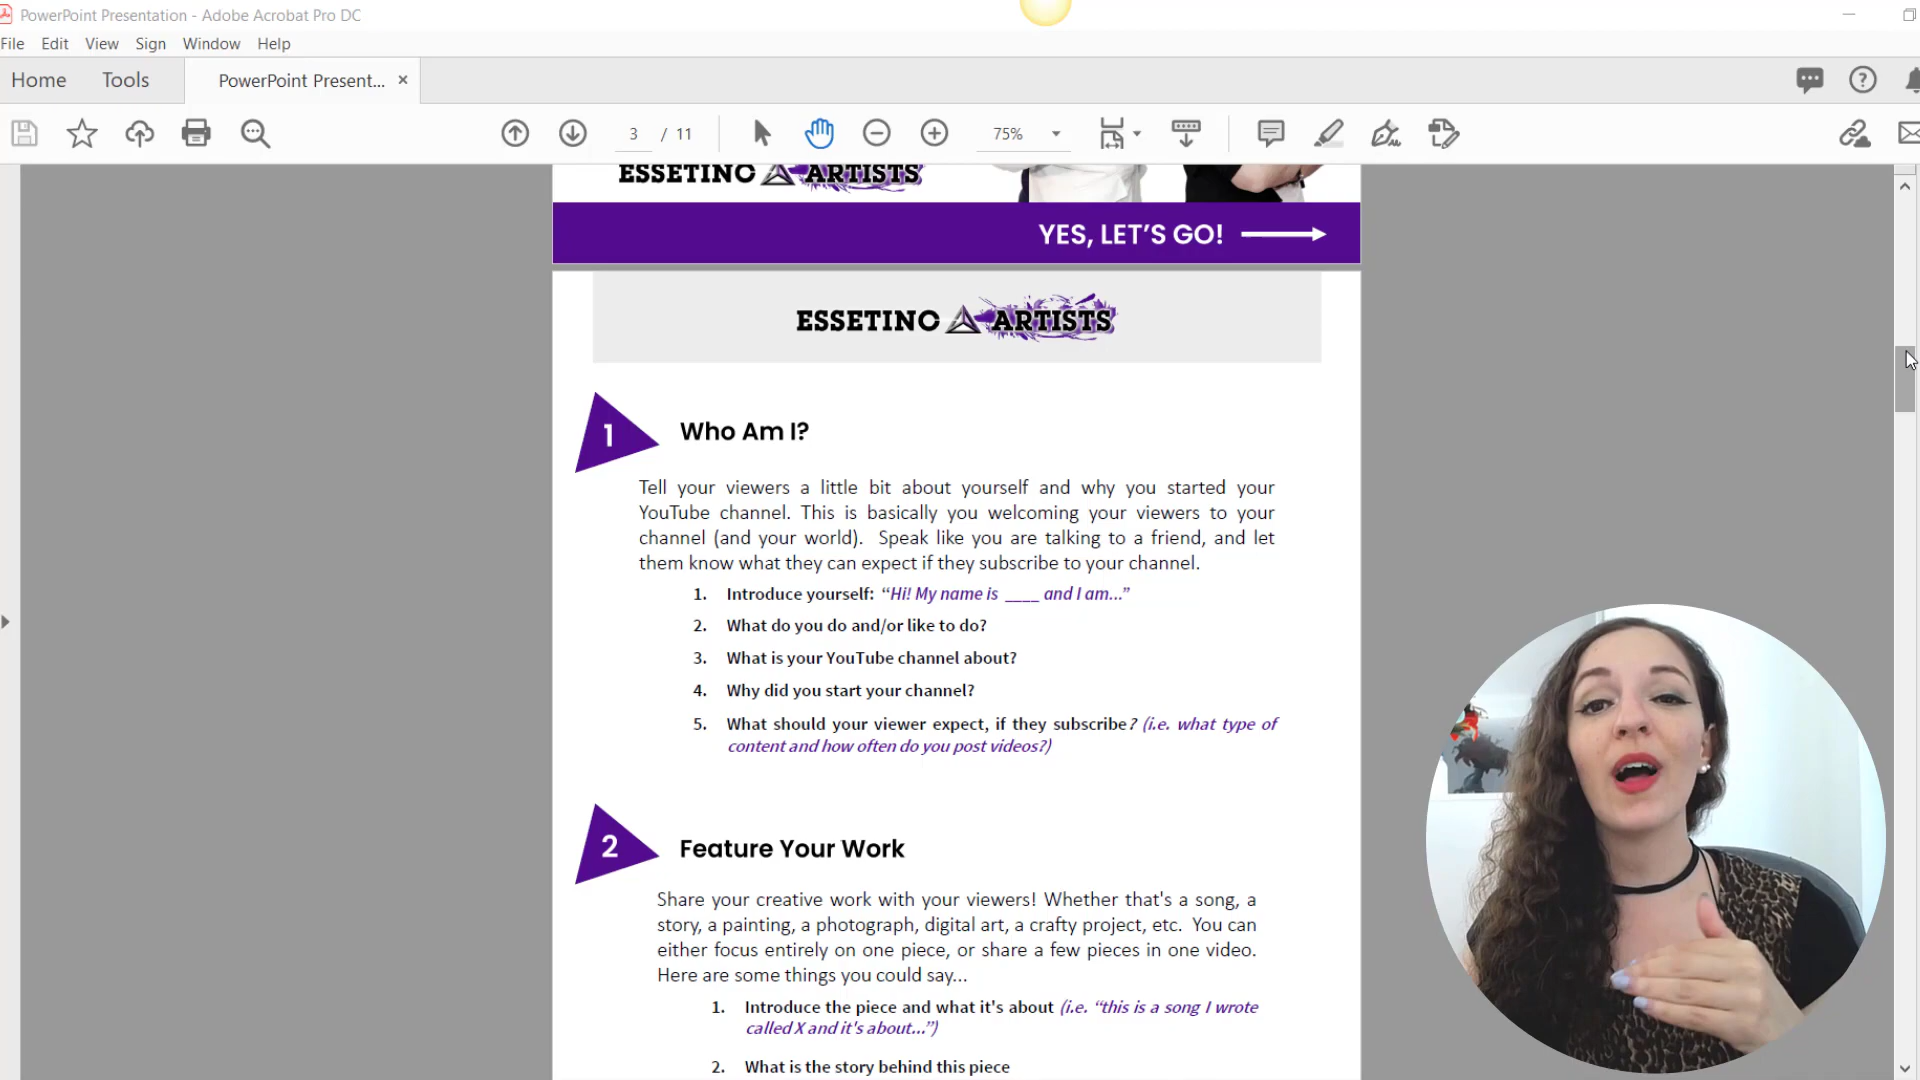 PowerPoint Presentation - Adobe Acrobat Pro DC
File Edit View Sign Window Help
Home Tools PowerPoint Present... ×
3 / 11 75%
ESSETINO ARTISTS
YES, LET'S GO!
ESSETINO ARTISTS
1 Who Am I?
Tell your viewers a little bit about yourself and why you started your
YouTube channel. This is basically you welcoming your viewers to your
channel (and your world). Speak like you are talking to a friend, and let
them know what they can expect if they subscribe to your channel.
1. Introduce yourself: “Hi! My name is ____ and I am...”
2. What do you do and/or like to do?
3. What is your YouTube channel about?
4. Why did you start your channel?
5. What should your viewer expect, if they subscribe? (i.e. what type of
content and how often do you post videos?)
2 Feature Your Work
Share your creative work with your viewers! Whether that's a song, a
story, a painting, a photograph, digital art, a crafty project, etc. You can
either focus entirely on one piece, or share a few pieces in one video.
Here are some things you could say...
1. Introduce the piece and what it's about (i.e. “this is a song I wrote
called X and it's about...”)
2. What is the story behind this piece